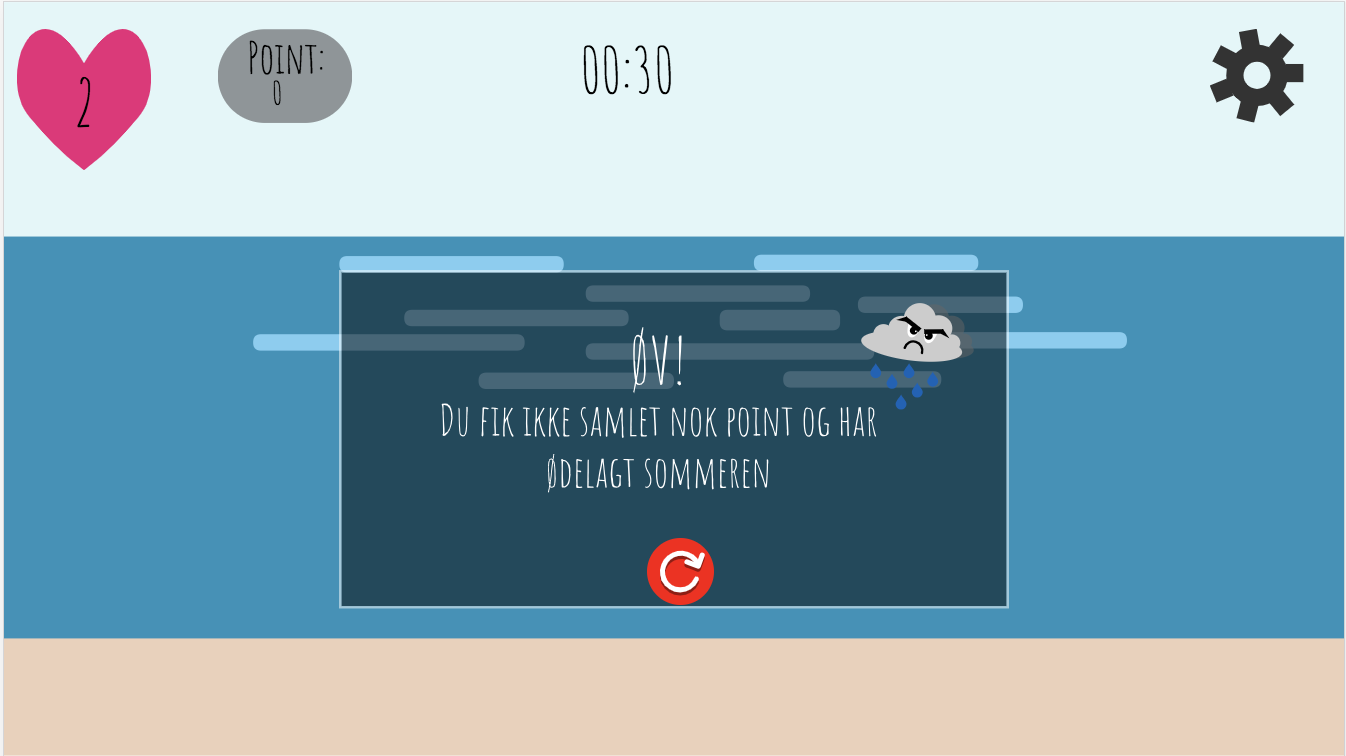 2
Point:
0
00:30
ØV!
Du fik ikke samlet nok point og har
ødelagt sommeren